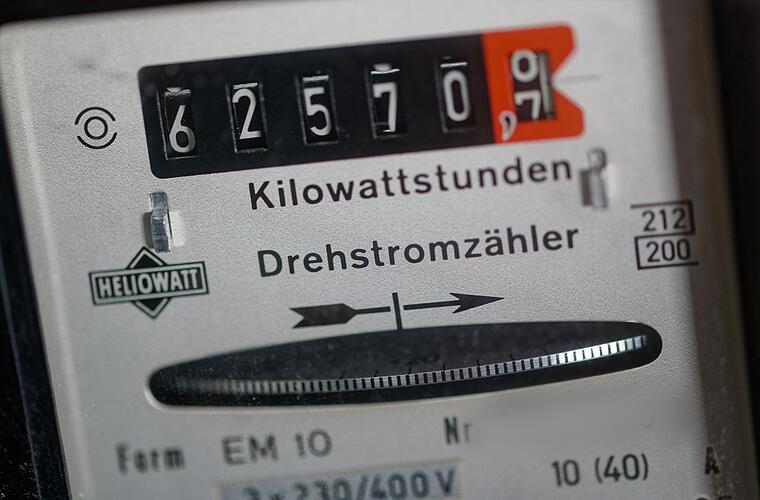 62570,7
Kilowattstunden
Drehstromzähler
212
200
HELIOWATT
Form EM 10 Nr
3 x 230/400 V
10 (40) A